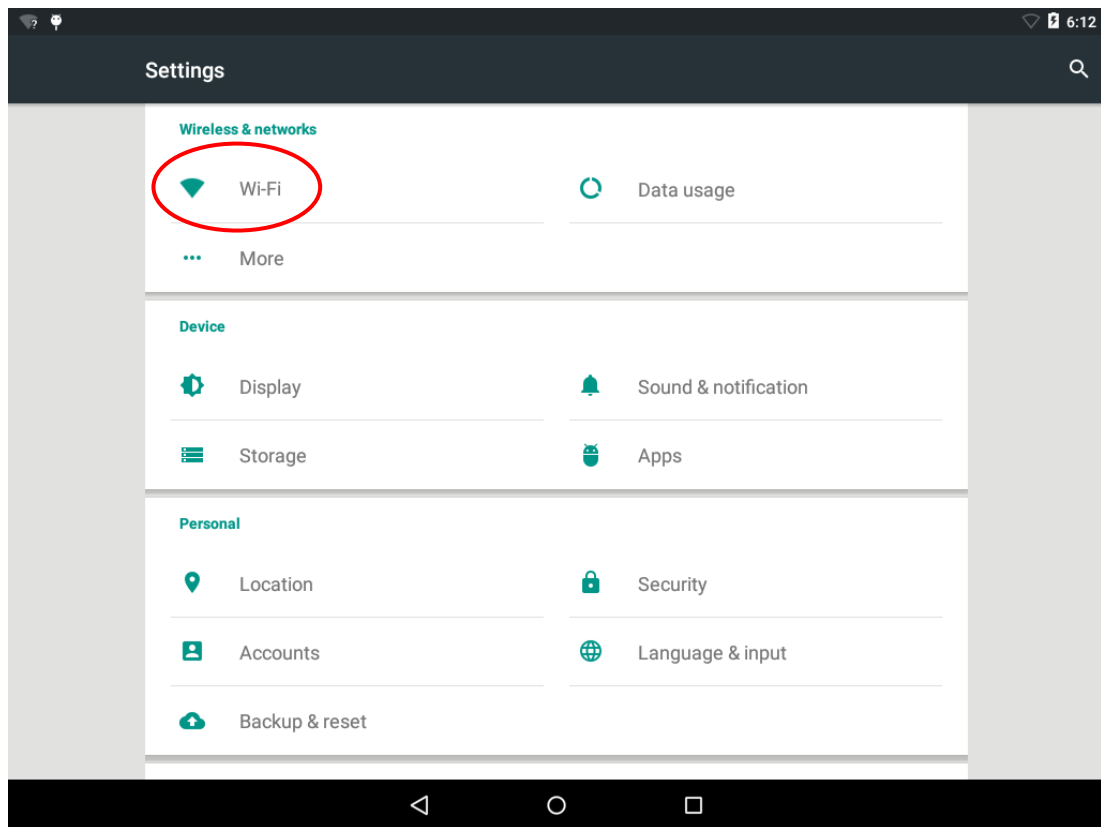 6:12
Settings
Wireless & networks
Wi-Fi
Data usage
More
Device
Display
Sound & notification
Storage
Apps
Personal
Location
Security
Accounts
Language & input
Backup & reset